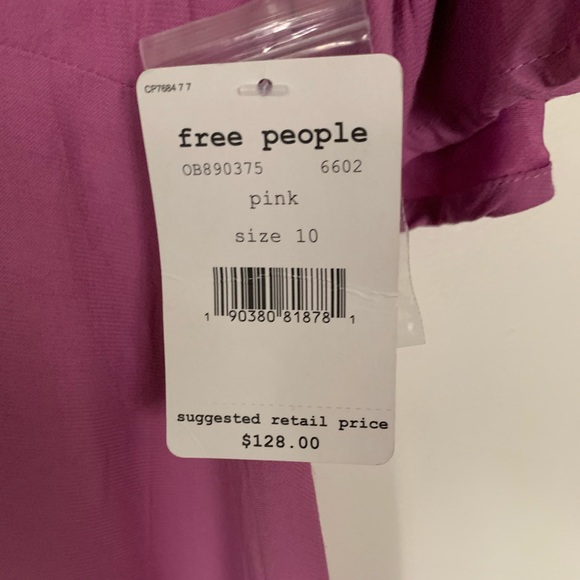 CP7684 7 7
free people
OB890375 6602
pink
size 10
1 90380 81878 1
suggested retail price
$128.00